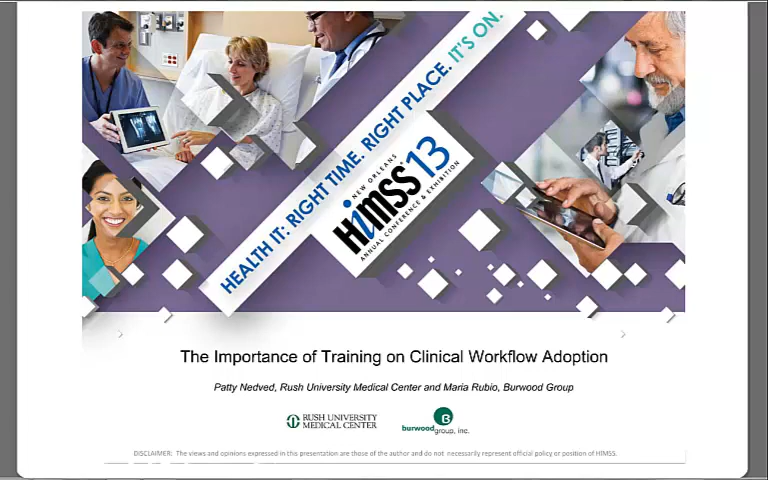 HEALTH IT: RIGHT TIME. RIGHT PLACE. IT'S ON.
NEW ORLEANS
HIMSS13
ANNUAL CONFERENCE & EXHIBITION
The Importance of Training on Clinical Workflow Adoption
Patty Nedved, Rush University Medical Center and Maria Rubio, Burwood Group
RUSH UNIVERSITY
MEDICAL CENTER
B
burwoodgroup, inc.
DISCLAIMER: The views and opinions expressed in this presentation are those of the author and do not necessarily represent official policy or position of HIMSS.